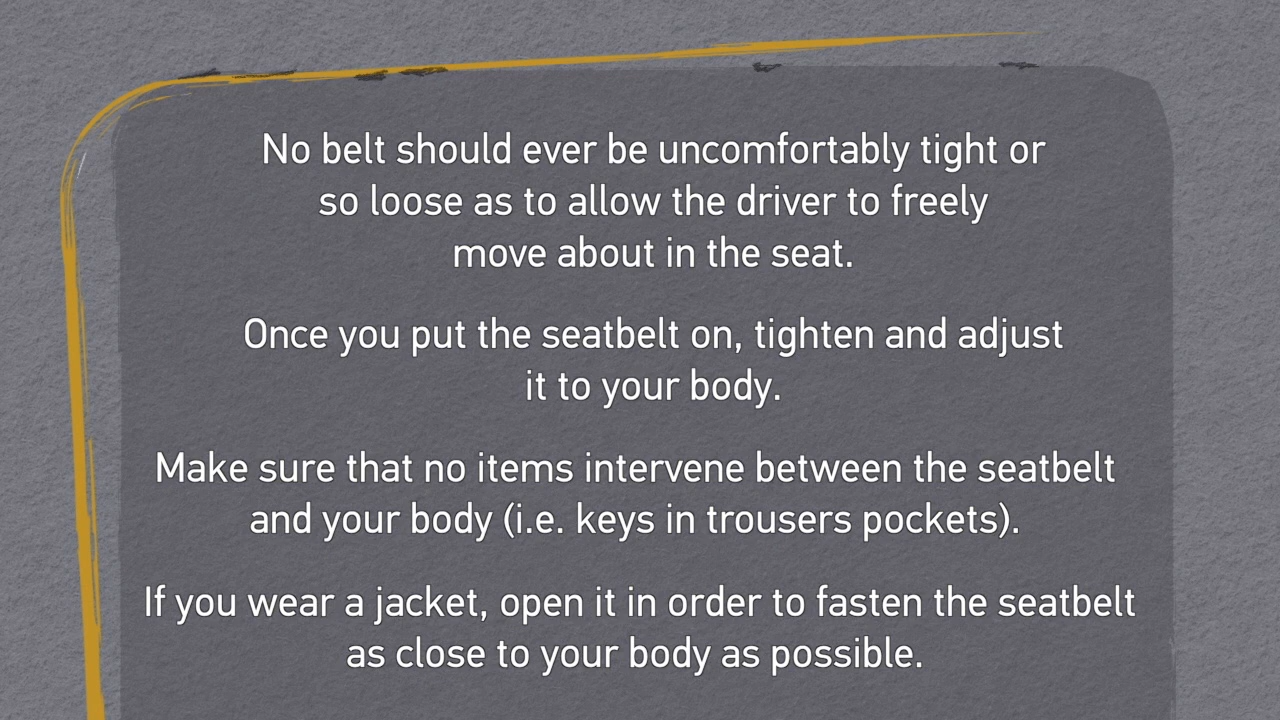 No belt should ever be uncomfortably tight or
so loose as to allow the driver to freely
move about in the seat.
Once you put the seatbelt on, tighten and adjust
it to your body.
Make sure that no items intervene between the seatbelt
and your body (i.e. keys in trousers pockets).
If you wear a jacket, open it in order to fasten the seatbelt
as close to your body as possible.